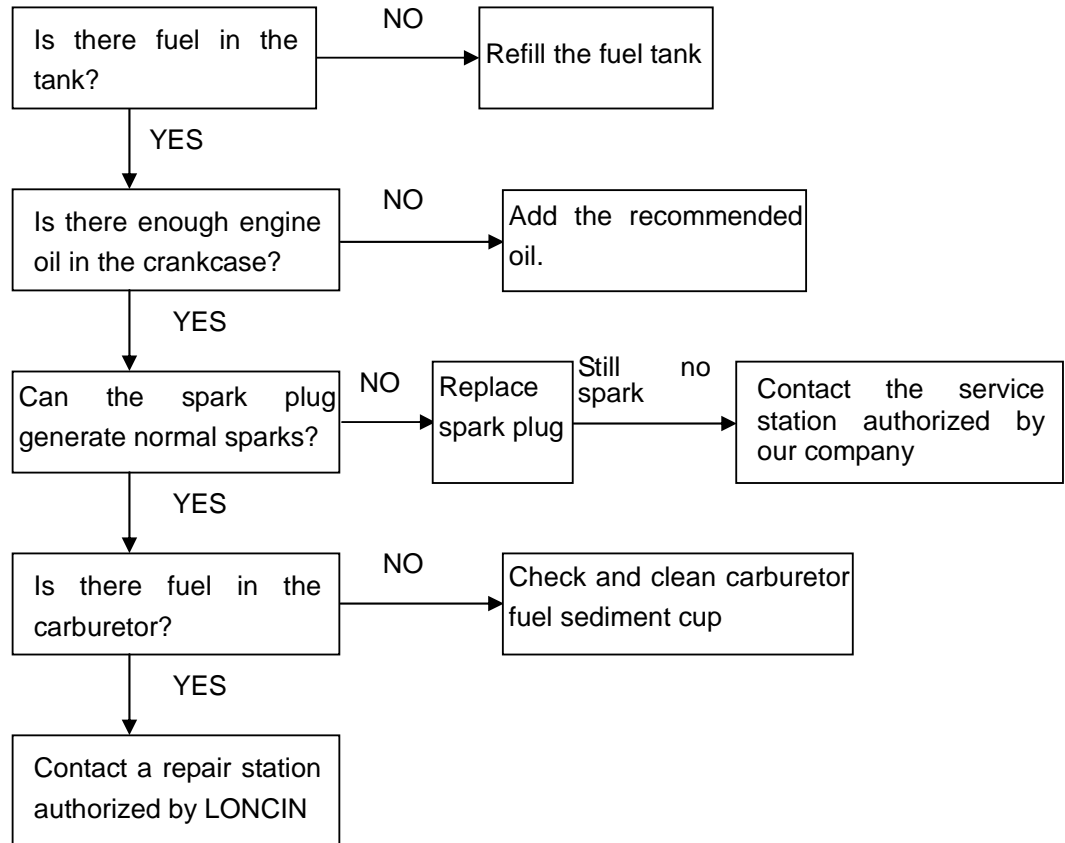 Is there fuel in the
tank?
NO
Refill the fuel tank
YES
Is there enough engine
oil in the crankcase?
NO
Add the recommended
oil.
YES
Can the spark plug
generate normal sparks?
NO
Replace
spark plug
Still no
spark
Contact the service
station authorized by
our company
YES
Is there fuel in the
carburetor?
NO
Check and clean carburetor
fuel sediment cup
YES
Contact a repair station
authorized by LONCIN